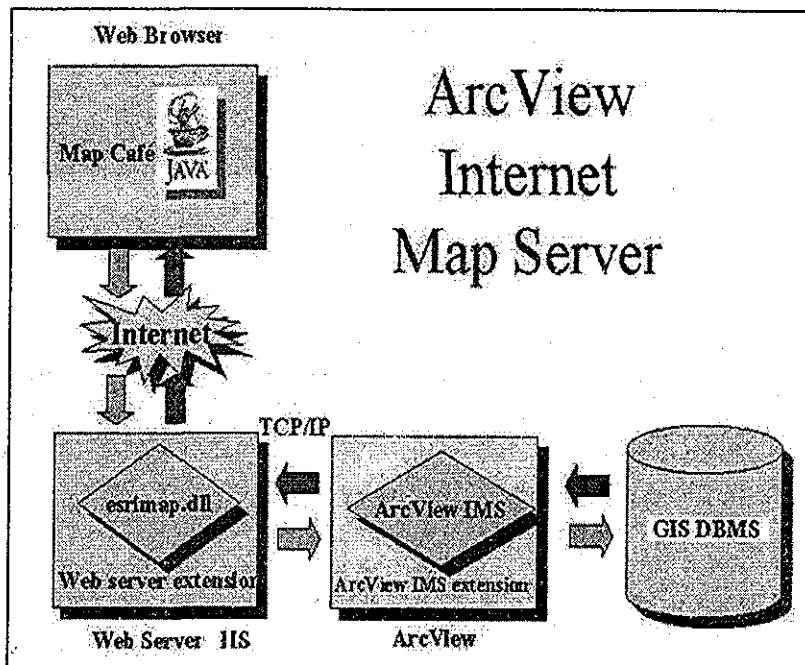 Web Browser
Map Café
JAVA
ArcView
Internet
Map Server
Internet
TCP/IP
esrimap.dll
Web server extension
Web Server IIS
ArcView IMS
ArcView IMS extension
ArcView
GIS DBMS